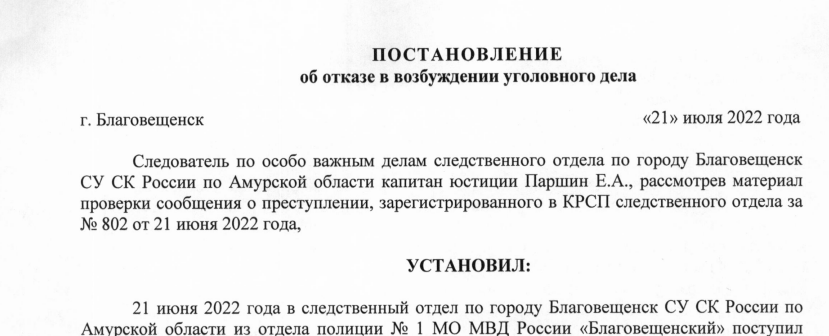 ПОСТАНОВЛЕНИЕ
об отказе в возбуждении уголовного дела
г. Благовещенск «21» июля 2022 года
Следователь по особо важным делам следственного отдела по городу Благовещенск
СУ СК России по Амурской области капитан юстиции Паршин Е.А., рассмотрев материал
проверки сообщения о преступлении, зарегистрированного в КРСП следственного отдела за
№ 802 от 21 июня 2022 года,
УСТАНОВИЛ:
21 июня 2022 года в следственный отдел по городу Благовещенск СУ СК России по
Амурской области из отдела полиции № 1 МО МВД России «Благовещенский» поступил